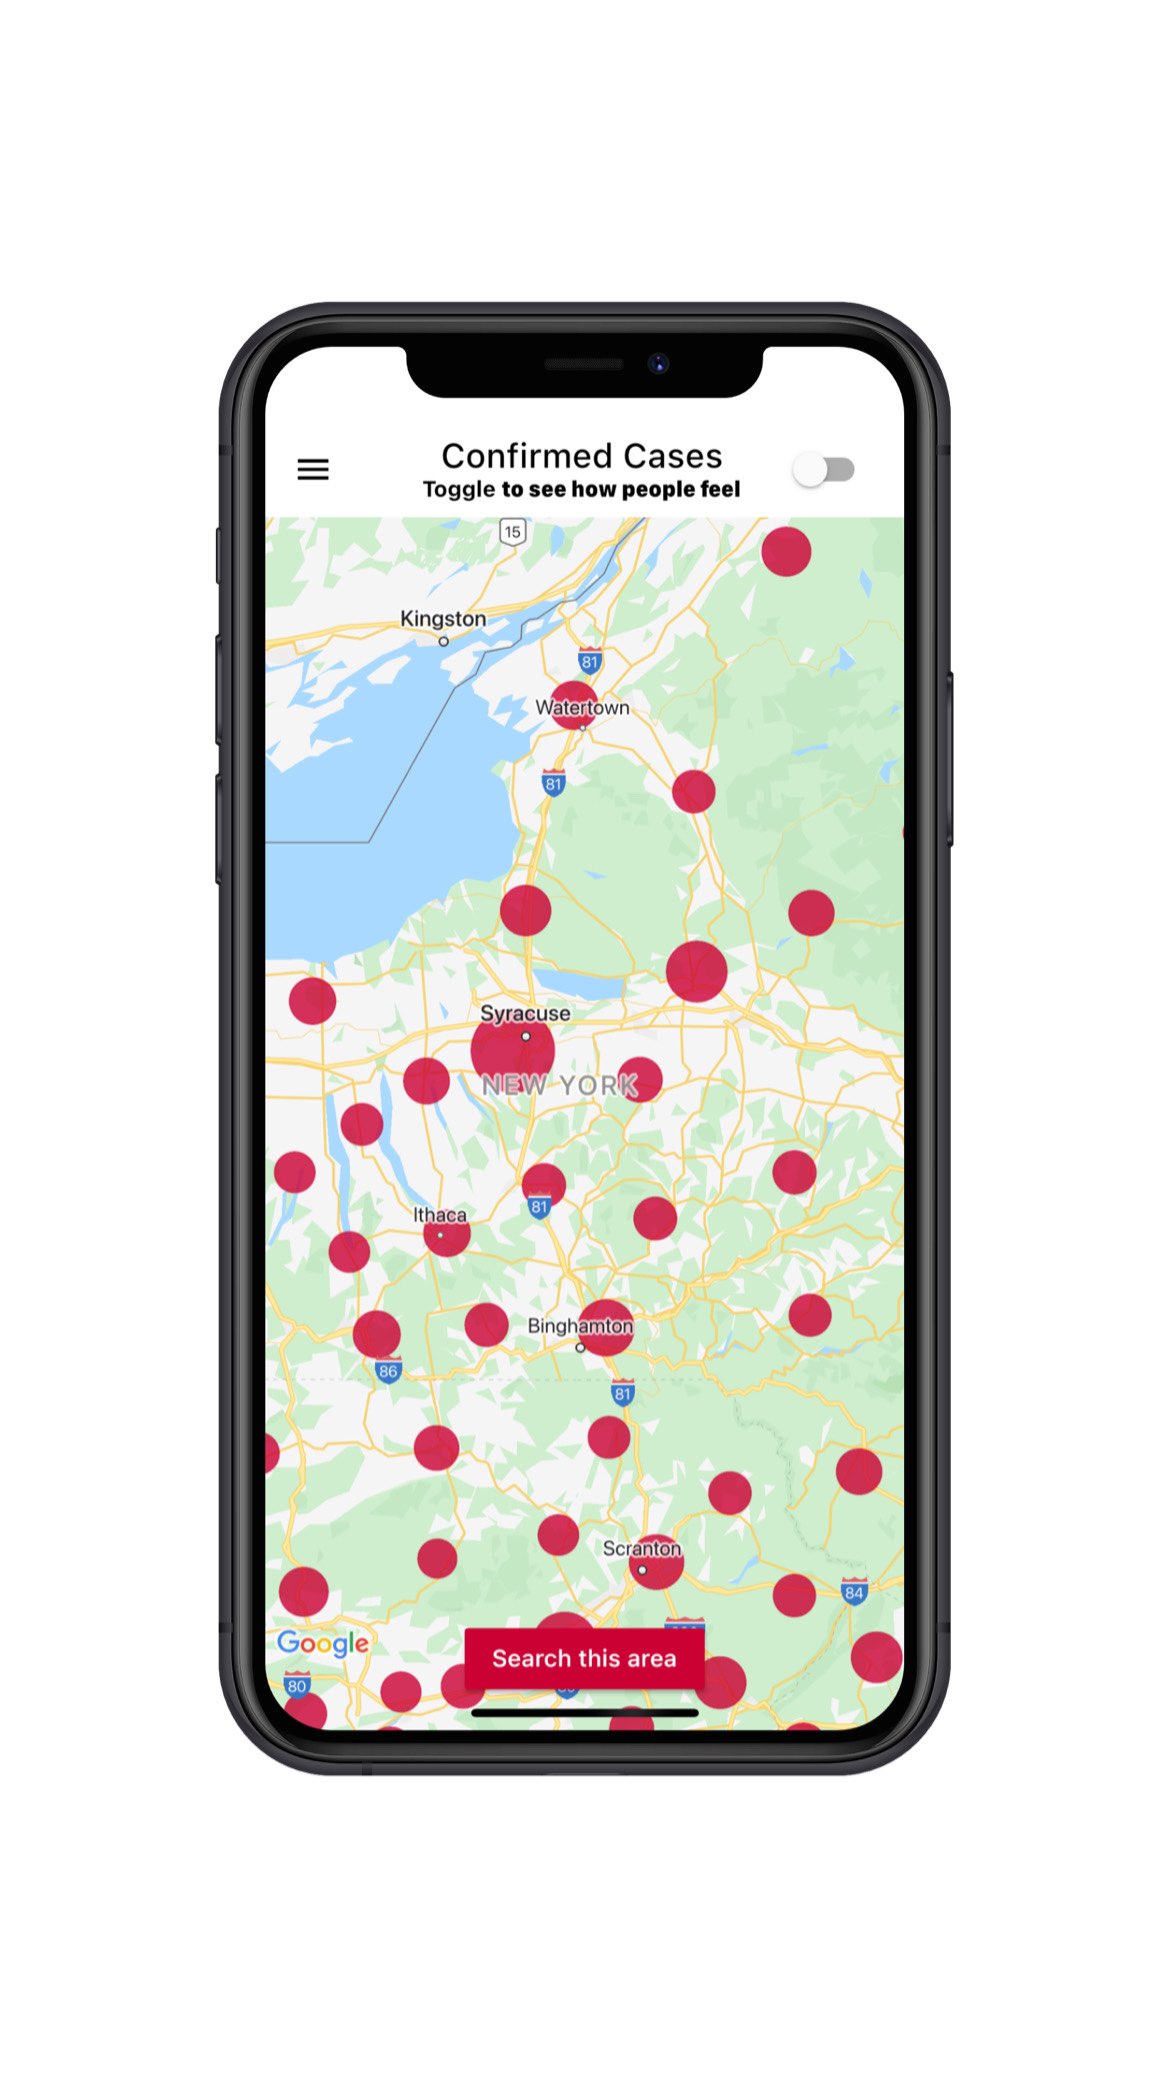 Confirmed Cases
Toggle to see how people feel
15
Kingston
81
Watertown
81
Syracuse
NEW YORK
81
Ithaca
Binghamton
86
81
Scranton
84
Google
Search this area
80